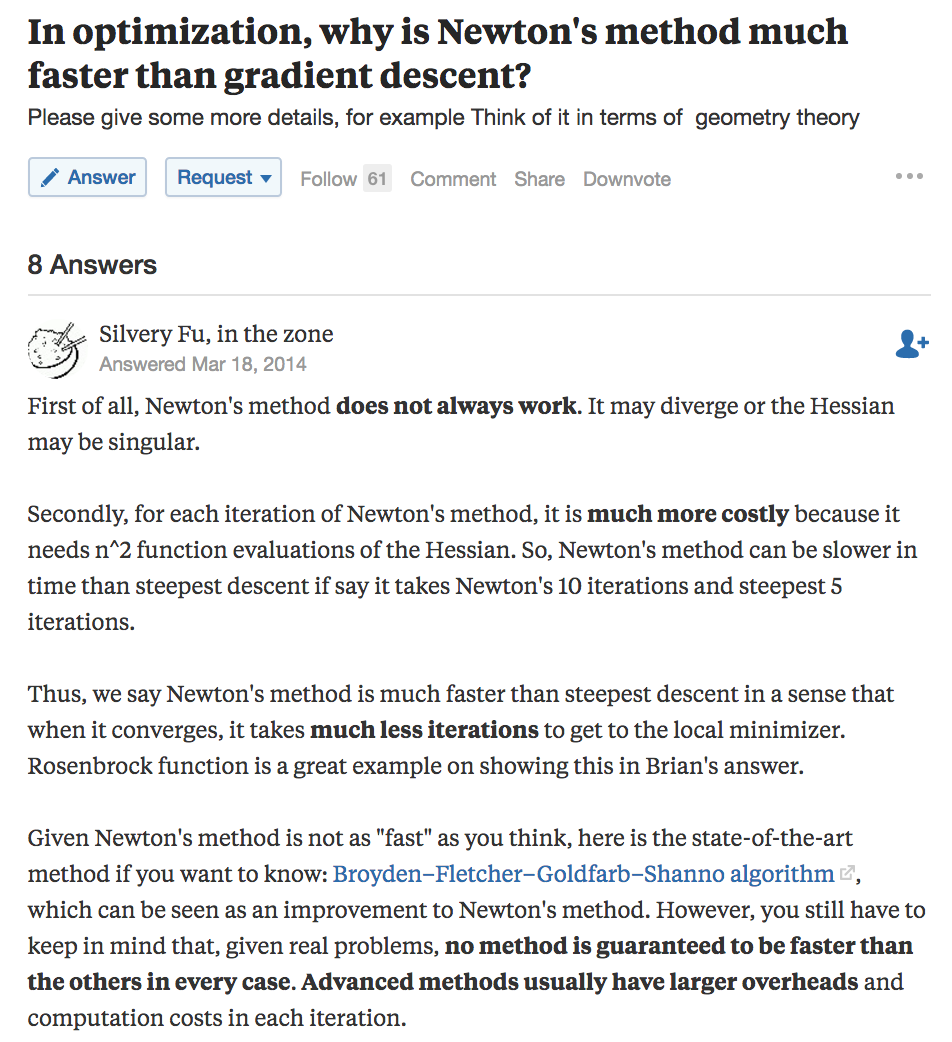 In optimization, why is Newton's method much
faster than gradient descent?
Please give some more details, for example Think of it in terms of  geometry theory
Answer
Request
Follow 61
Comment
Share
Downvote
8 Answers
Silvery Fu, in the zone
Answered Mar 18, 2014
First of all, Newton's method does not always work. It may diverge or the Hessian
may be singular.
Secondly, for each iteration of Newton's method, it is much more costly because it
needs n^2 function evaluations of the Hessian. So, Newton's method can be slower in
time than steepest descent if say it takes Newton's 10 iterations and steepest 5
iterations.
Thus, we say Newton's method is much faster than steepest descent in a sense that
when it converges, it takes much less iterations to get to the local minimizer.
Rosenbrock function is a great example on showing this in Brian's answer.
Given Newton's method is not as "fast" as you think, here is the state-of-the-art
method if you want to know: Broyden–Fletcher–Goldfarb–Shanno algorithm,
which can be seen as an improvement to Newton's method. However, you still have to
keep in mind that, given real problems, no method is guaranteed to be faster than
the others in every case. Advanced methods usually have larger overheads and
computation costs in each iteration.